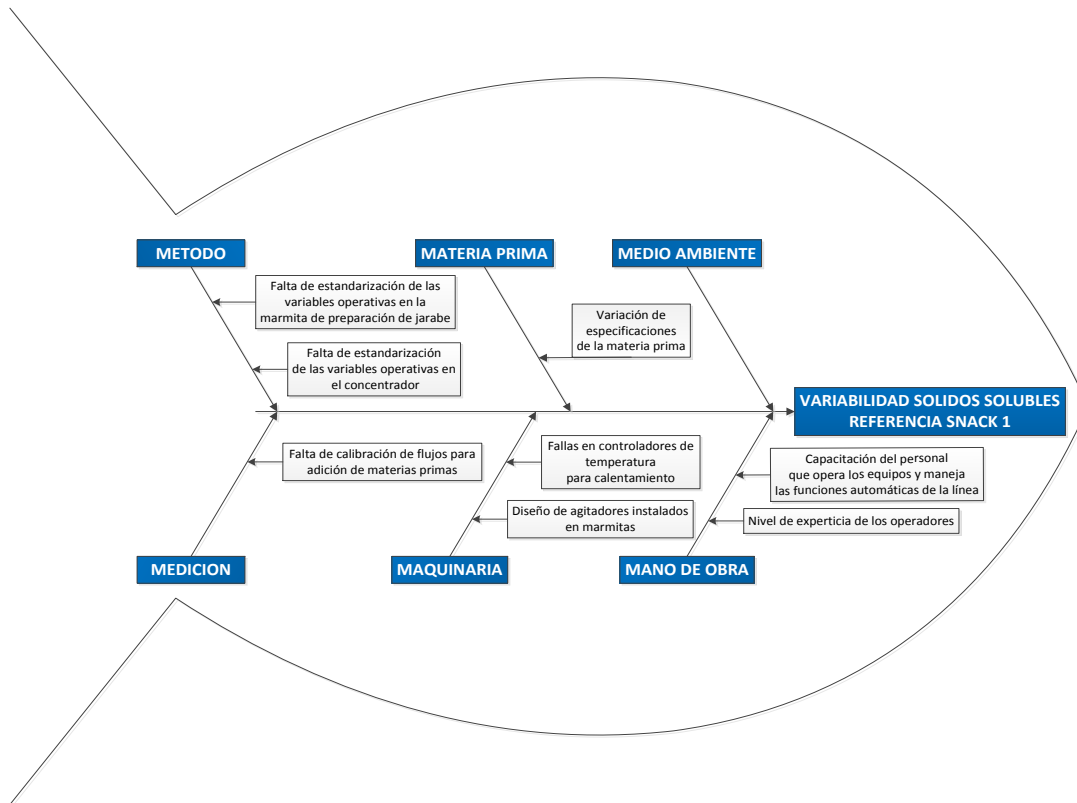 METODO
MATERIA PRIMA
MEDIO AMBIENTE
Falta de estandarización de las
variables operativas en la
marmita de preparación de jarabe
Variación de
especificaciones
de la materia prima
Falta de estandarización
de las variables operativas en
el concentrador
VARIABILIDAD SOLIDOS SOLUBLES
REFERENCIA SNACK 1
Falta de calibración de flujos para
adición de materias primas
Fallas en controladores de
temperatura
para calentamiento
Capacitación del personal
que opera los equipos y maneja
las funciones automáticas de la línea
Diseño de agitadores instalados
en marmitas
Nivel de experticia de los operadores
MEDICION
MAQUINARIA
MANO DE OBRA